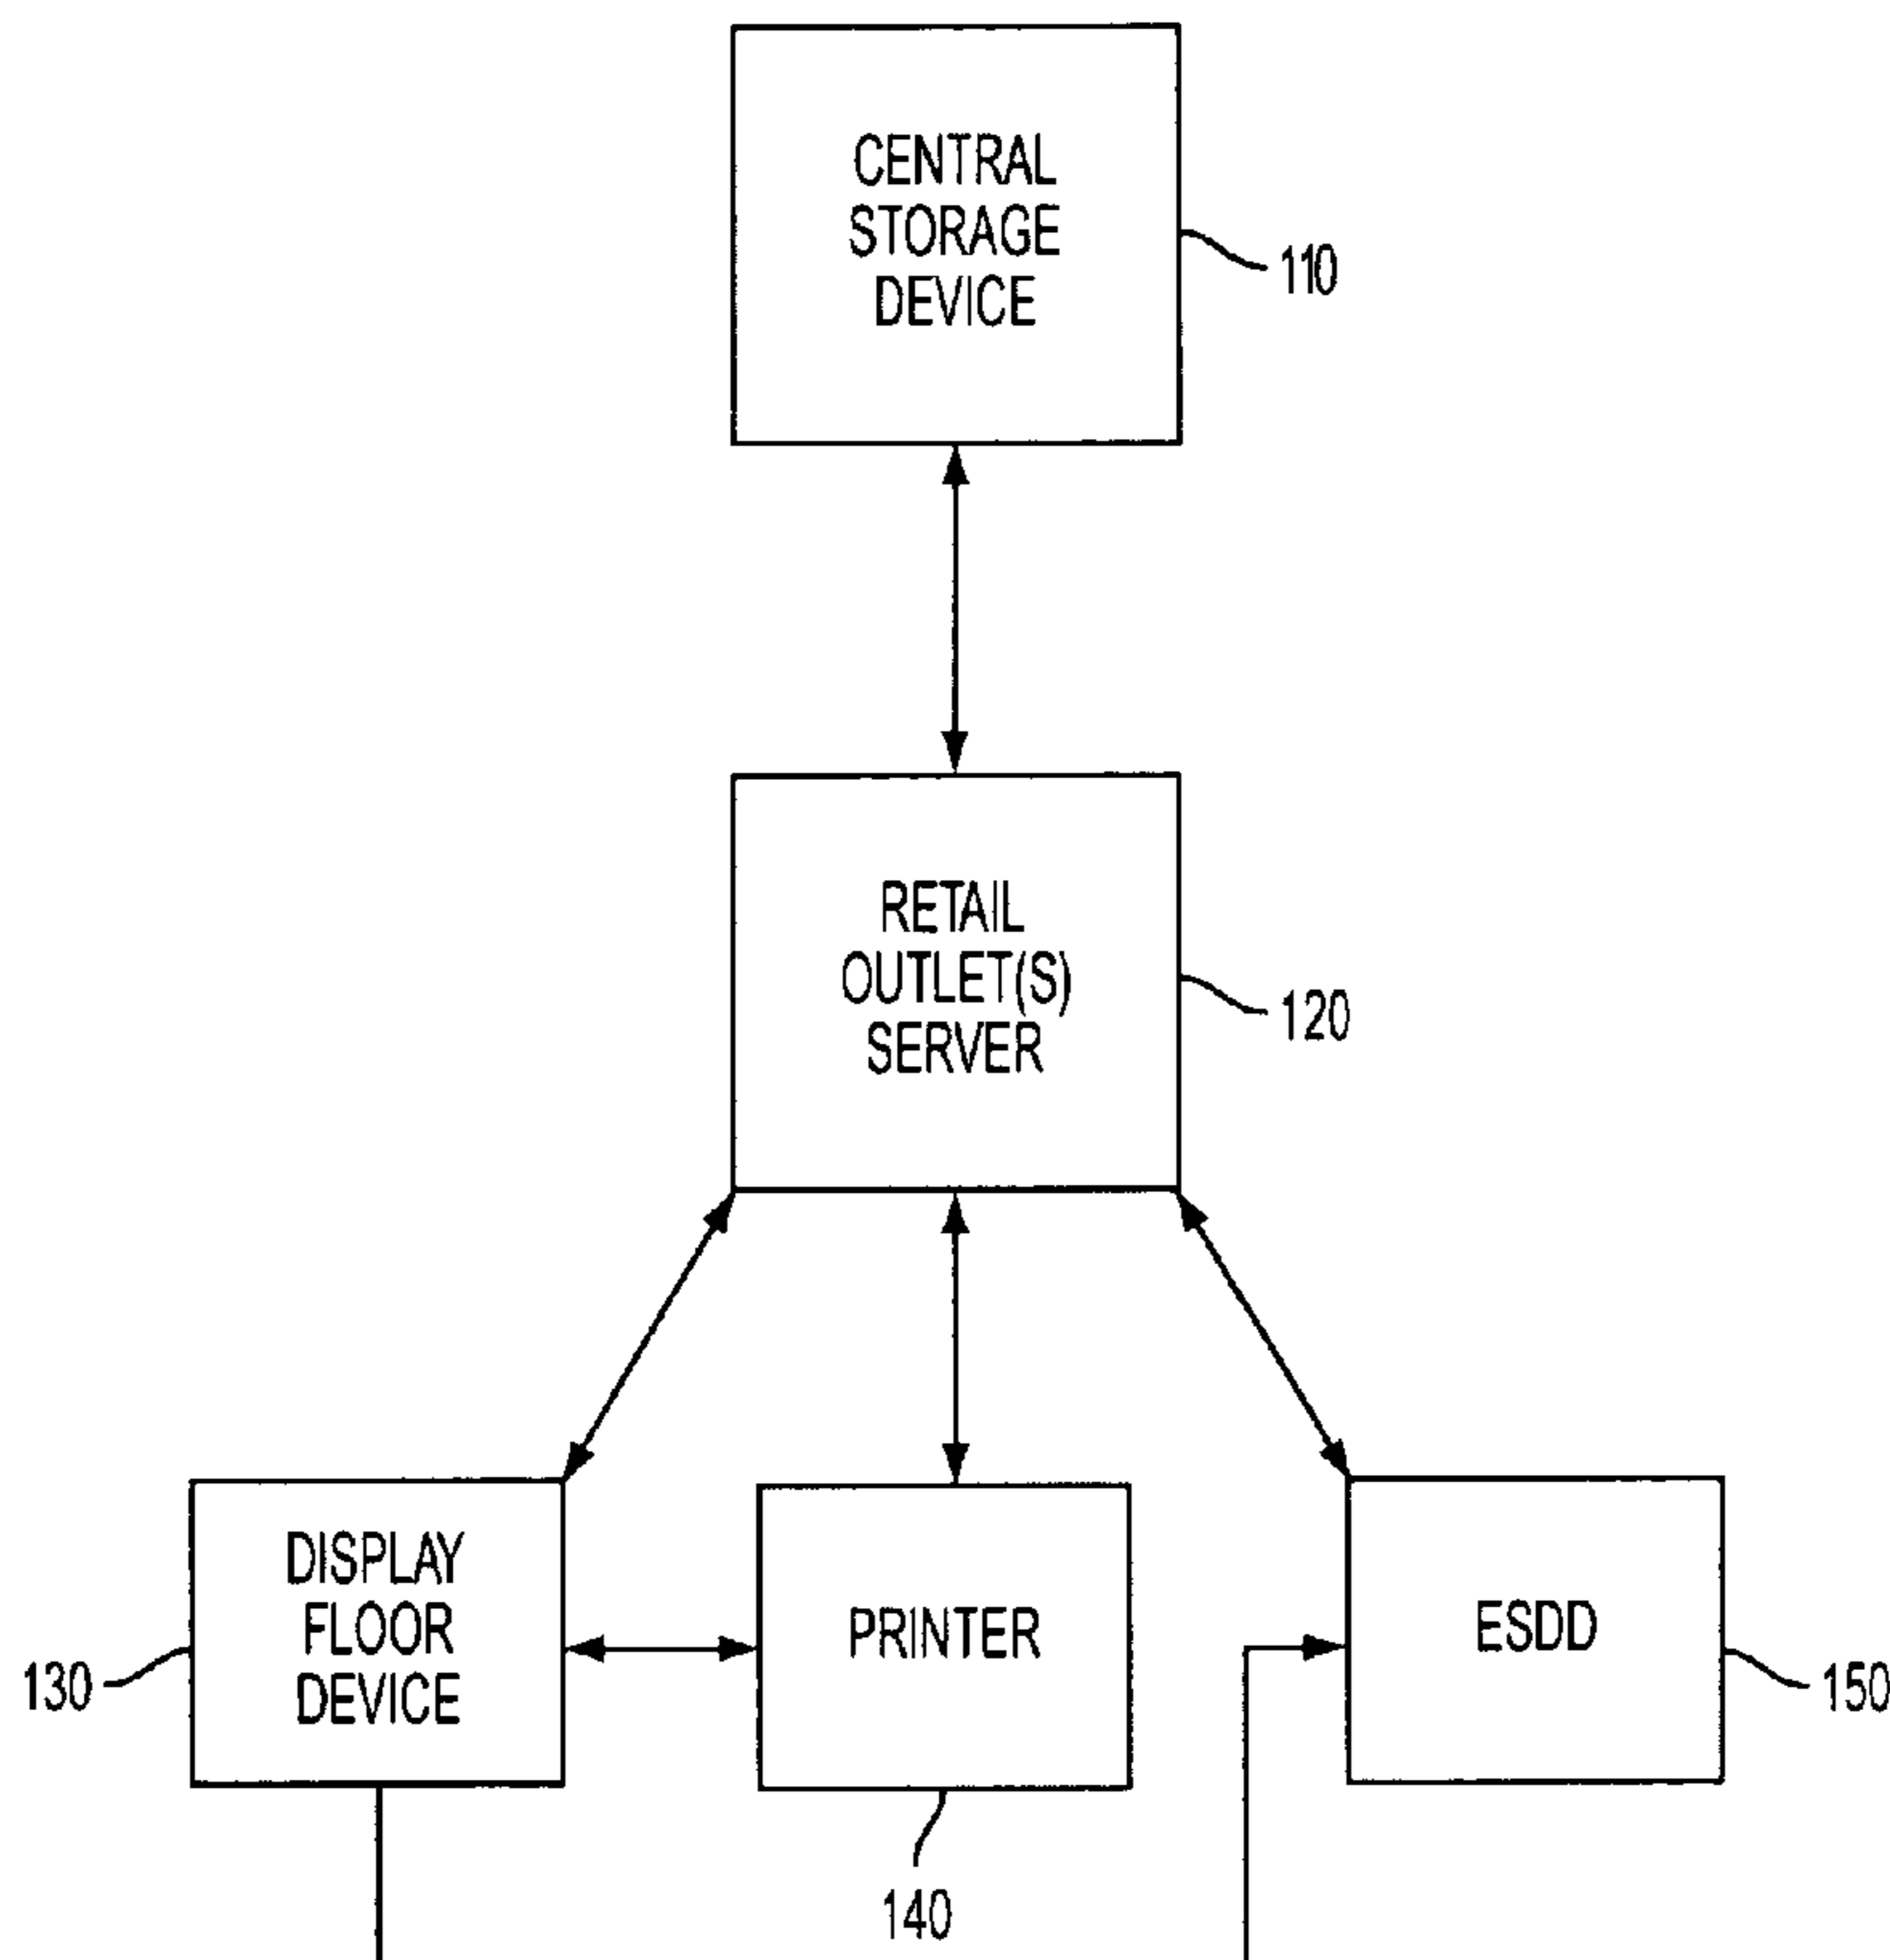 CENTRAL
STORAGE
DEVICE
110
RETAIL
OUTLET(S)
SERVER
120
DISPLAY
FLOOR
DEVICE
130
PRINTER
140
ESDD
150